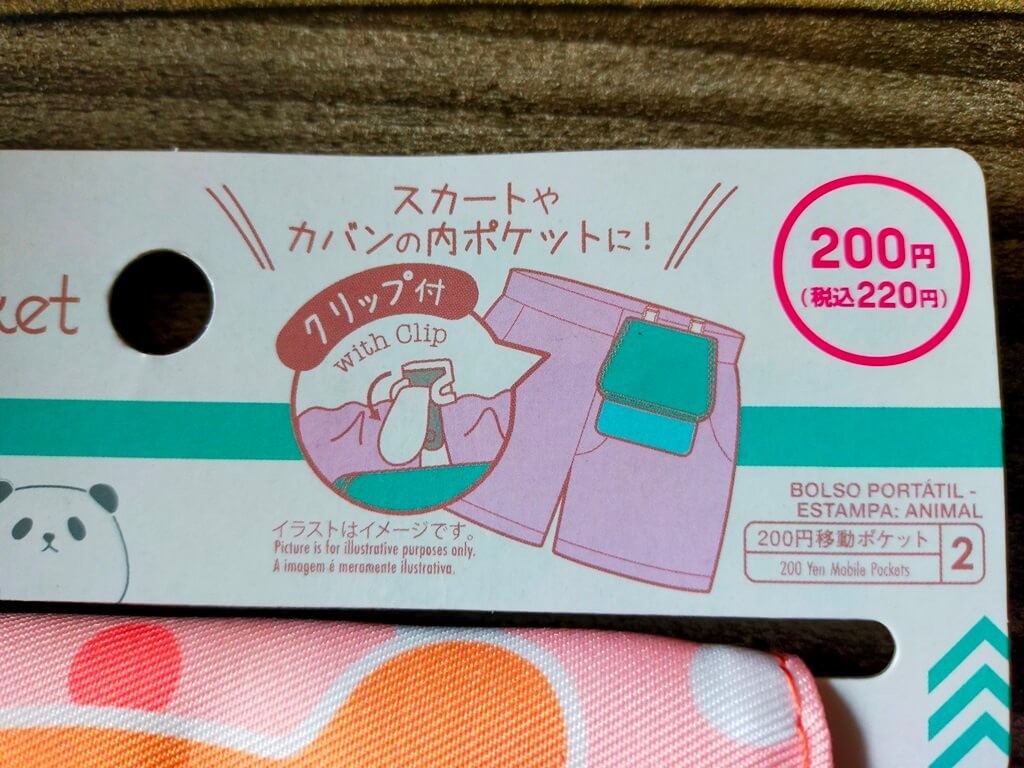 スカートや
カバンの内ポケットに!
200円
(税込220円)
クリップ付
with Clip
イラストはイメージです。
Picture is for illustrative purposes only.
A imagem é meramente ilustrativa.
BOLSO PORTÁTIL -
ESTAMPA: ANIMAL
200円移動ポケット
200 Yen Mobile Pockets
2